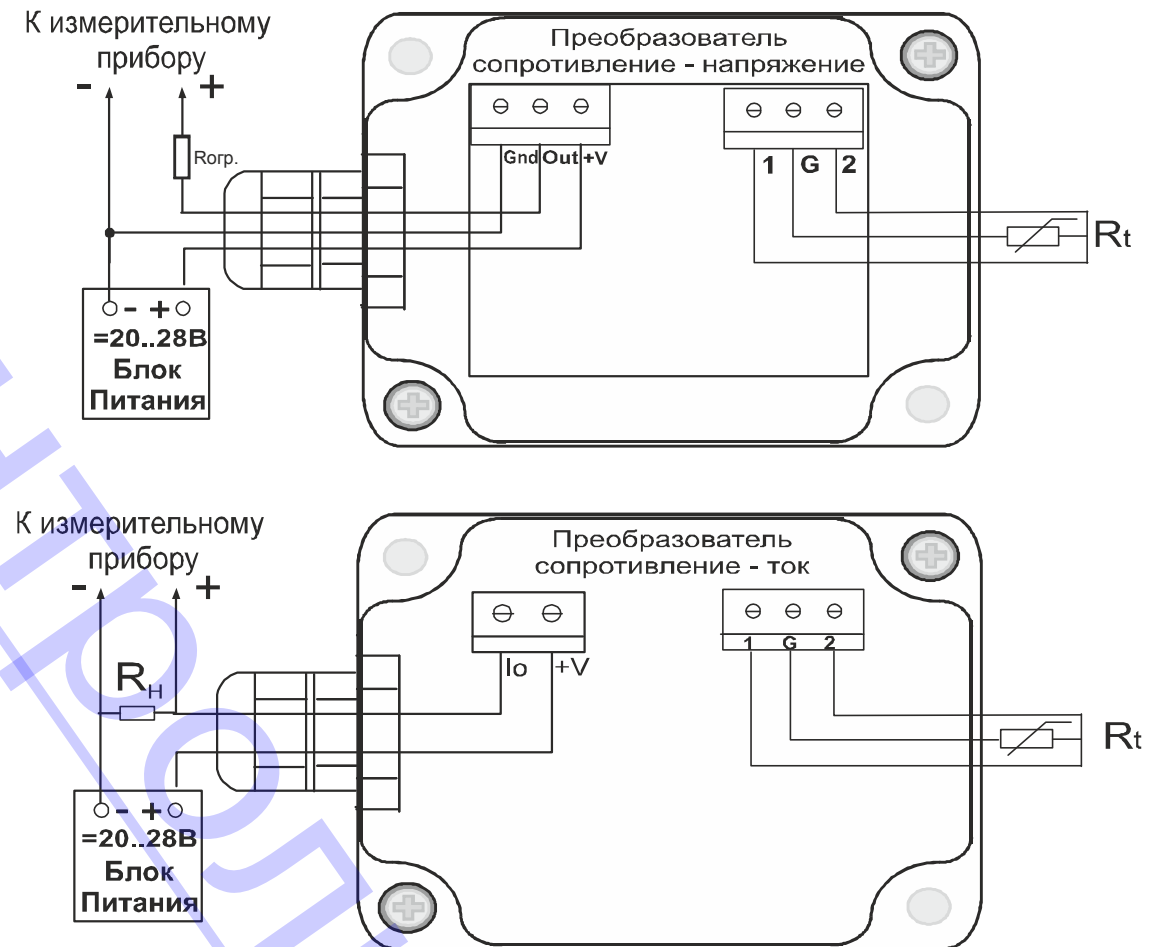 К измерительному
прибору
- +
Rогр.
Преобразователь
сопротивление - напряжение
Gnd Out +V
1 G 2
Rt
- +
=20..28В
Блок
Питания
К измерительному
прибору
- +
RН
Преобразователь
сопротивление - ток
Io +V
1 G 2
Rt
- +
=20..28В
Блок
Питания